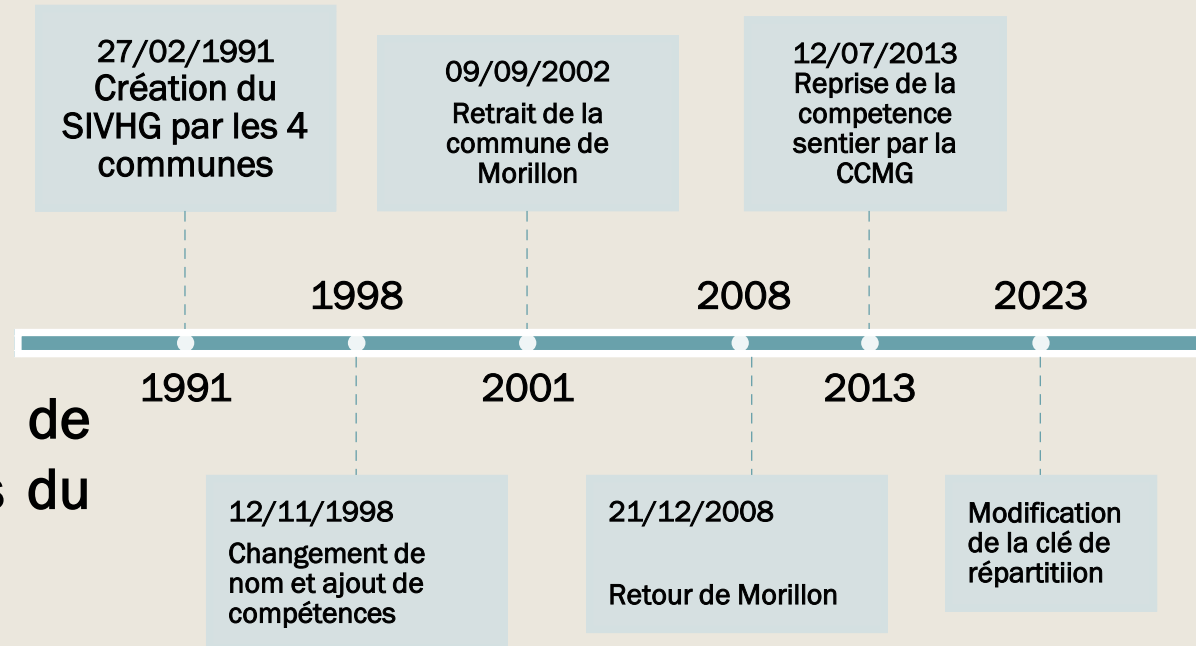 27/02/1991
Création du
SIVHG par les 4
communes
09/09/2002
Retrait de la
commune de
Morillon
12/07/2013
Reprise de la
competence
sentier par la
CCMG
1998
2008
2023
1991
2001
2013
de
s du
12/11/1998
Changement de
nom et ajout de
compétences
21/12/2008
Retour de Morillon
Modification
de la clé de
répartitiion